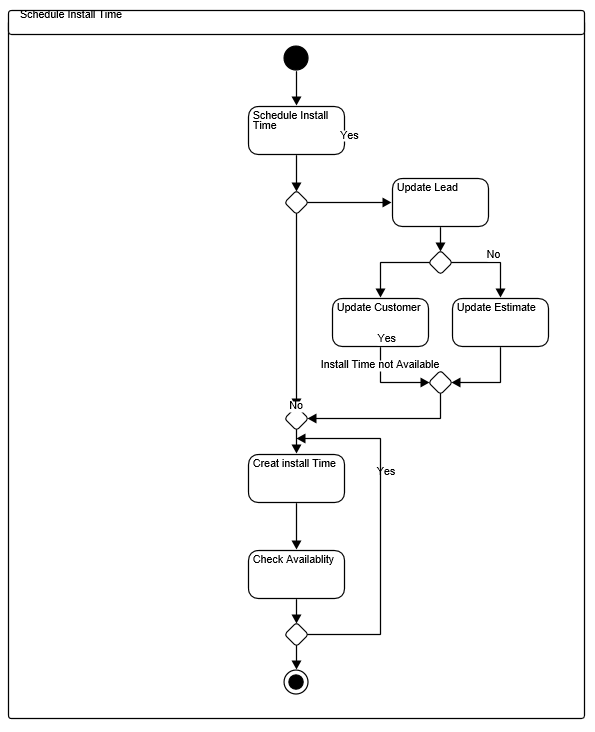 Schedule Install Time
Schedule Install
Time
Yes
Update Lead
No
Update Customer
Update Estimate
Yes
Install Time not Available
No
Creat install Time
Yes
Check Availablity